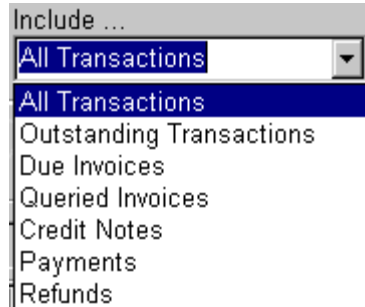 Include ...
All Transactions
All Transactions
Outstanding Transactions
Due Invoices
Queried Invoices
Credit Notes
Payments
Refunds